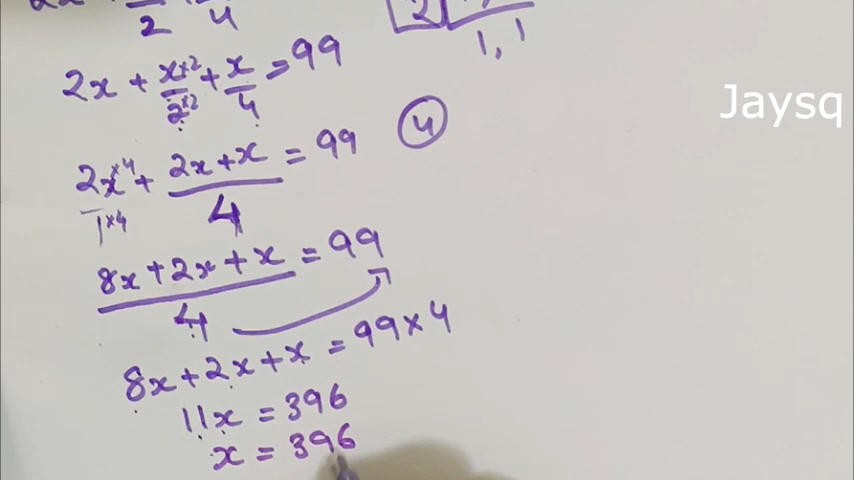 2 4
2
1, 1
2x + x×2/2×2 + x/4 = 99
Jaysq
2x×4/1×4 + 2x+x/4 = 99 4
8x+2x+x/4 = 99
8x+2x+x = 99×4
11x = 396
x = 396